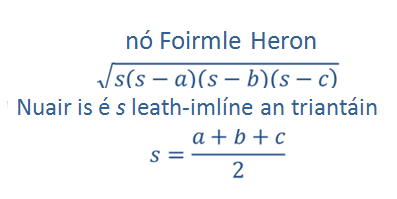 nó Foirmle Heron
√s(s − a)(s − b)(s − c)
Nuair is é s leath-imlíne an triantáin
s = a + b + c / 2